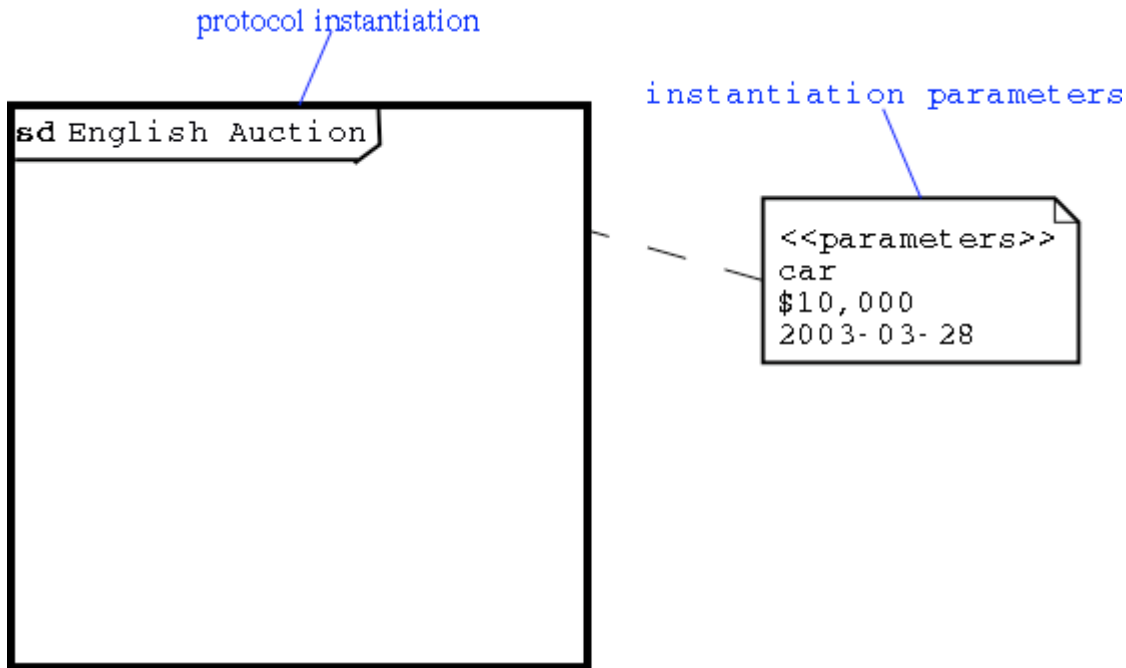 protocol instantiation
instantiation parameters
sd English Auction
<<parameters>>
car
$10,000
2003-03-28